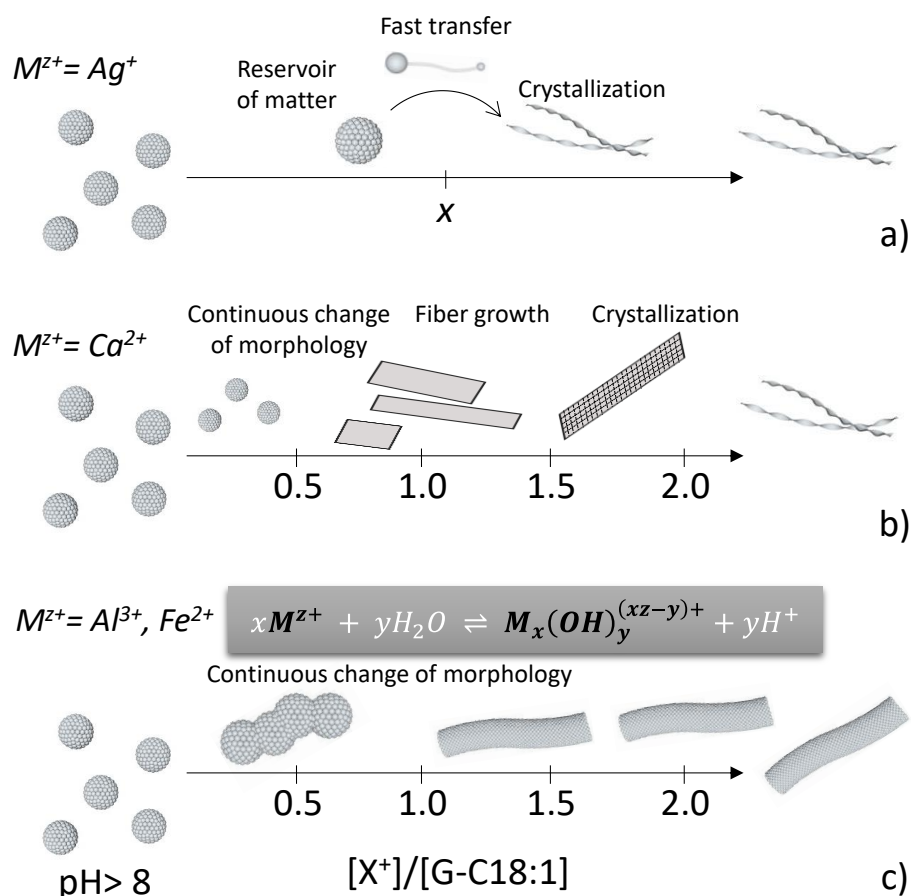 Fast transfer
M^{z+}= Ag^{+}
Reservoir
of matter
Crystallization
x
a)
Continuous change
of morphology
Fiber growth
Crystallization
M^{z+}= Ca^{2+}
0.5 1.0 1.5 2.0
b)
M^{z+}= Al^{3+}, Fe^{2+}
xM^{z+} + yH_2O ⇌ M_x(OH)_y^{(xz−y)+} + yH^+
Continuous change of morphology
0.5 1.0 1.5 2.0
pH> 8
[X^{+}]/[G-C18:1]
c)